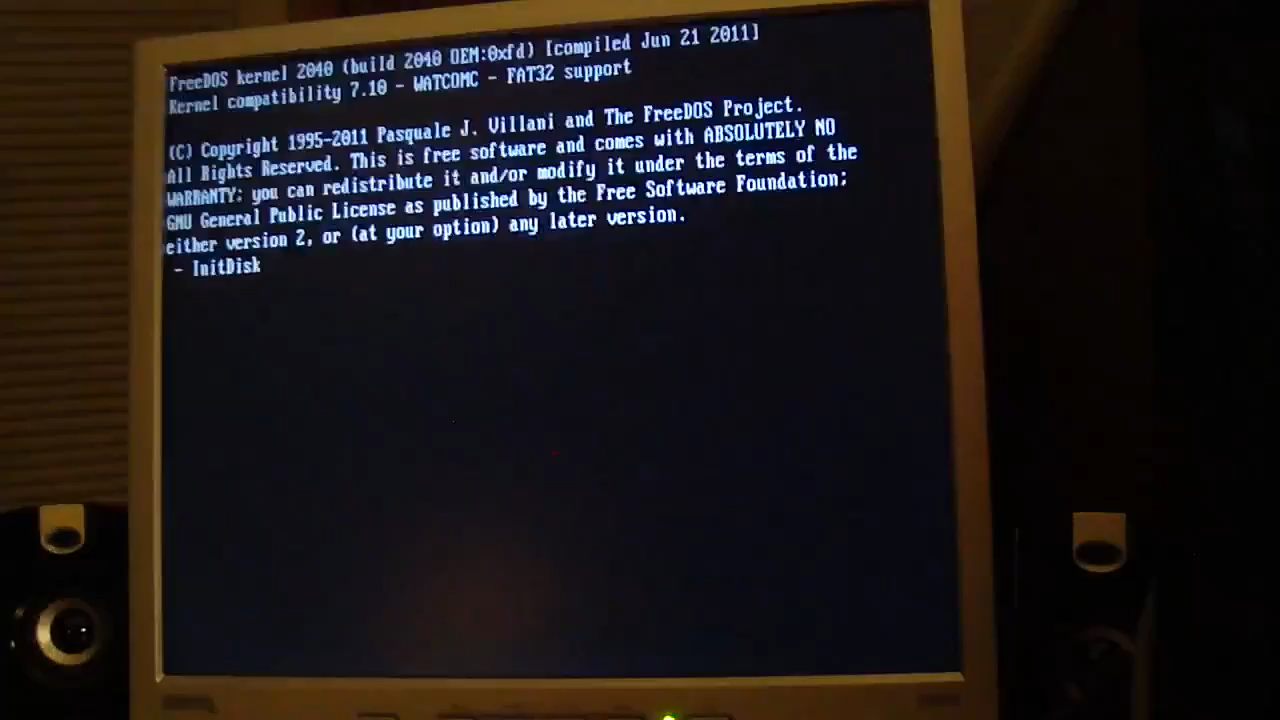 FreeDOS kernel 2040 (build 2040 OEM:0xfd) [compiled Jun 21 2011]
Kernel compatibility 7.10 - WATCOMC - FAT32 support
(C) Copyright 1995-2011 Pasquale J. Villani and The FreeDOS Project.
All Rights Reserved. This is free software and comes with ABSOLUTELY NO
WARRANTY; you can redistribute it and/or modify it under the terms of the
GNU General Public License as published by the Free Software Foundation;
either version 2, or (at your option) any later version.
- InitDisk